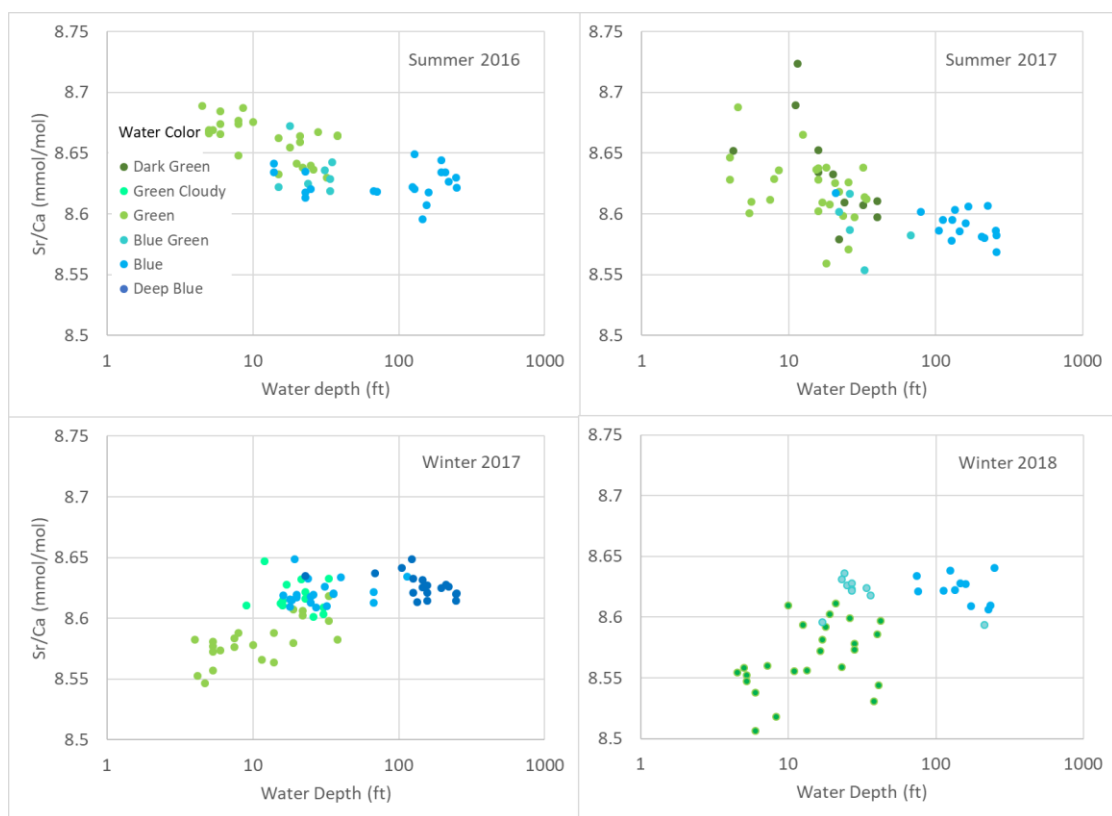 8.75
8.7
8.65
8.6
8.55
8.5
Sr/Ca (mmol/mol)
Summer 2016
Water Color
Dark Green
Green Cloudy
Green
Blue Green
Blue
Deep Blue
1 10 100 1000
Water depth (ft)
8.75
8.7
8.65
8.6
8.55
8.5
Summer 2017
1 10 100 1000
Water Depth (ft)
8.75
8.7
8.65
8.6
8.55
8.5
Sr/Ca (mmol/mol)
Winter 2017
1 10 100 1000
Water Depth (ft)
8.75
8.7
8.65
8.6
8.55
8.5
Winter 2018
1 10 100 1000
Water Depth (ft)